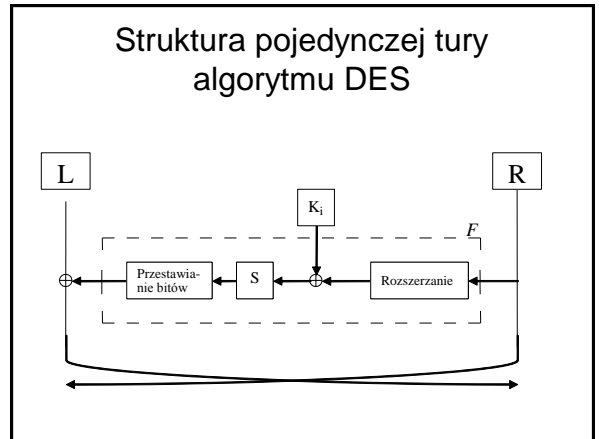 Struktura pojedynczej tury
algorytmu DES
L
R
Ki
F
Przestawia-
nie bitów
S
Rozszerzanie